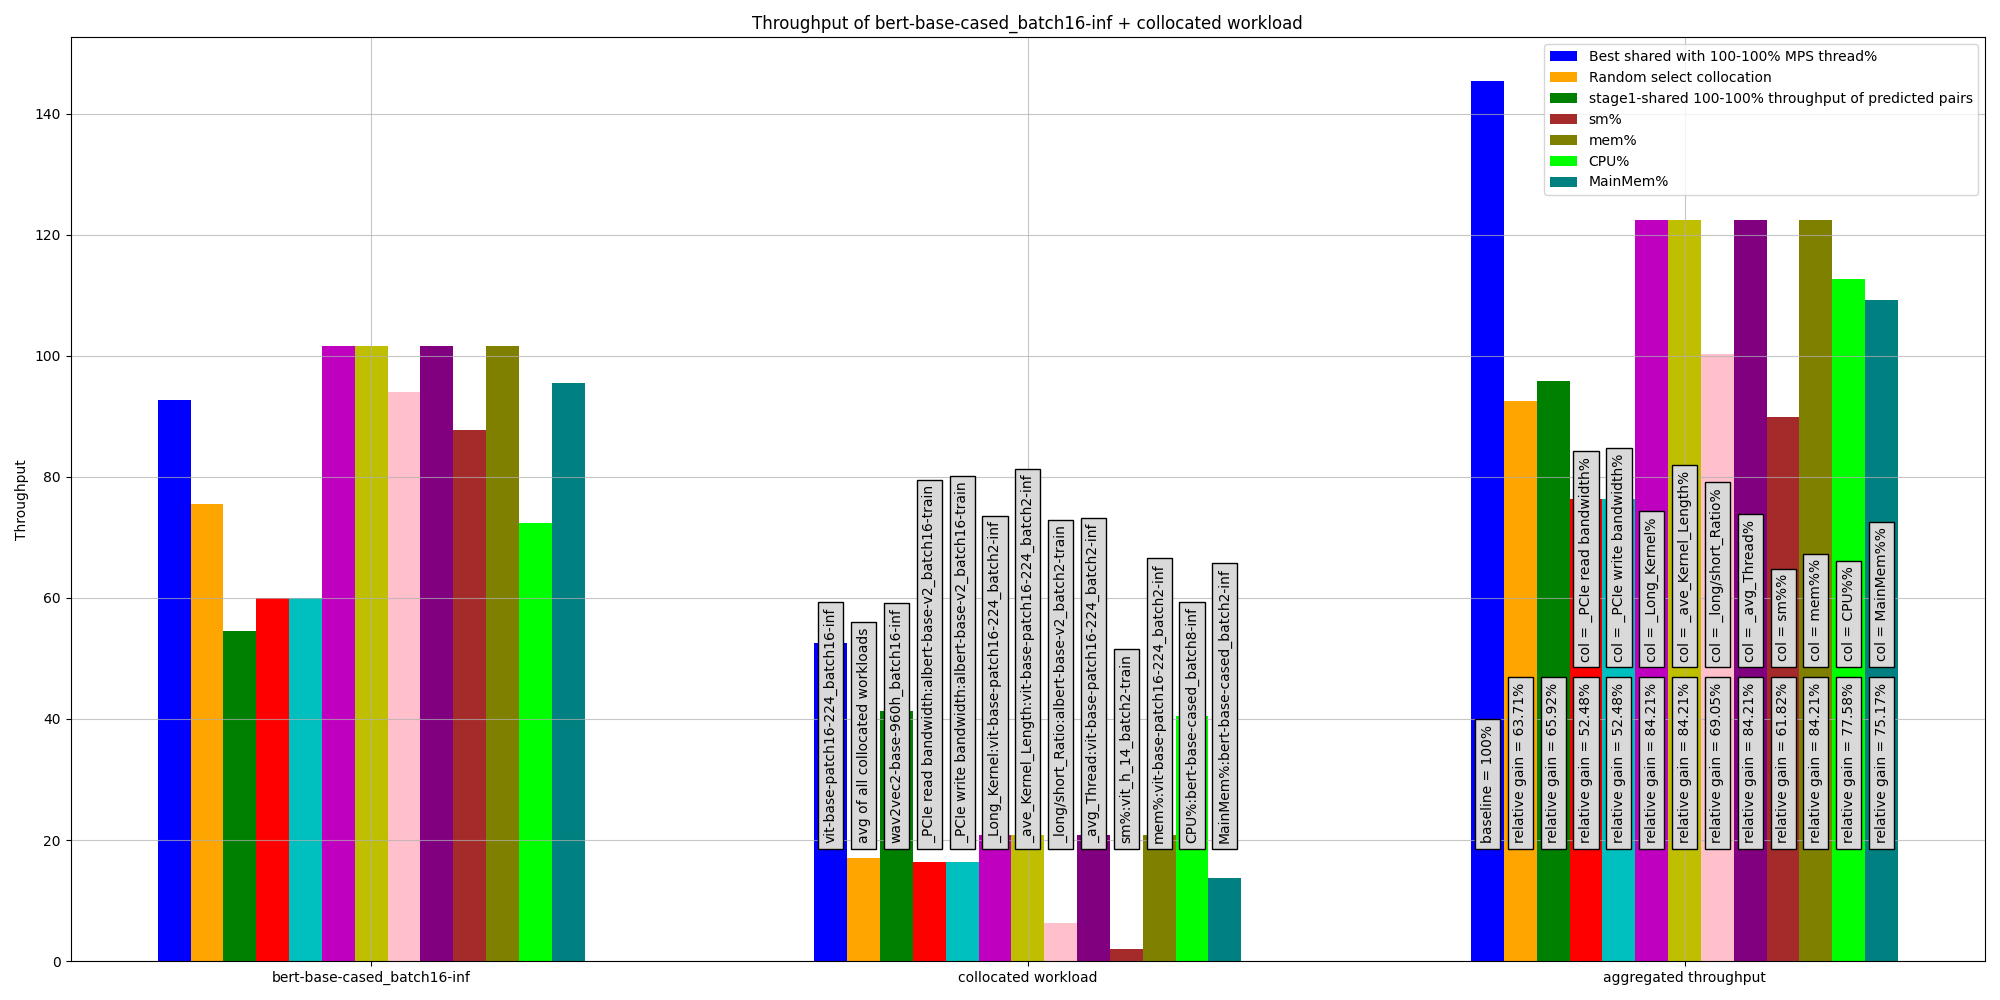 Throughput of bert-base-cased_batch16-inf + collocated workload
Best shared with 100-100% MPS thread%
Random select collocation
stage1-shared 100-100% throughput of predicted pairs
sm%
mem%
CPU%
MainMem%
Throughput
140
120
100
80
60
40
20
0
vit-base-patch16-224_batch16-inf
avg of all collocated workloads
wav2vec2-base-960h_batch16-inf
_PCIe read bandwidth:albert-base-v2_batch16-train
_PCIe write bandwidth:albert-base-v2_batch16-train
_Long_Kernel:vit-base-patch16-224_batch2-inf
_ave_Kernel_Length:vit-base-patch16-224_batch2-inf
_long/short_Ratio:albert-base-v2_batch2-train
_avg_Thread:vit-base-patch16-224_batch2-inf
sm%:vit_h_14_batch2-train
mem%:vit-base-patch16-224_batch2-inf
CPU%:bert-base-cased_batch8-inf
MainMem%:bert-base-cased_batch2-inf
col = _PCIe read bandwidth%
col = _PCIe write bandwidth%
col = _Long_Kernel%
col = _ave_Kernel_Length%
col = _long/short_Ratio%
col = _avg_Thread%
col = sm%%
col = mem%%
col = CPU%%
col = MainMem%%
baseline = 100%
relative gain = 63.71%
relative gain = 65.92%
relative gain = 52.48%
relative gain = 52.48%
relative gain = 84.21%
relative gain = 84.21%
relative gain = 69.05%
relative gain = 84.21%
relative gain = 61.82%
relative gain = 84.21%
relative gain = 77.58%
relative gain = 75.17%
bert-base-cased_batch16-inf
collocated workload
aggregated throughput